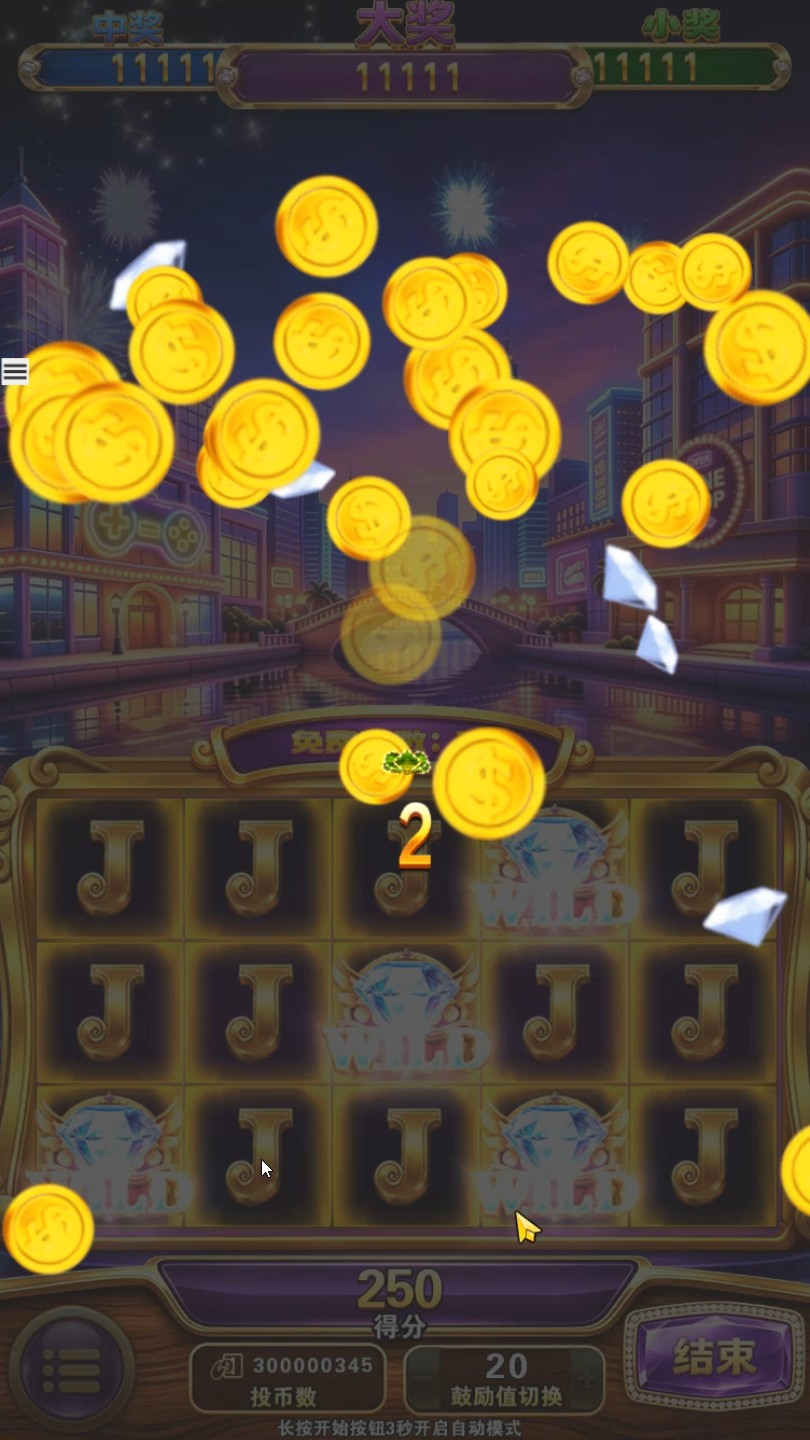 中奖
大奖
小奖
11111
11111
11111
2
J
J
J
WILD
J
J
J
WILD
J
J
WILD
J
J
WILD
J
250
得分
300000345
投币数
20
鼓励值切换
结束
长按开始按钮3秒开启自动模式